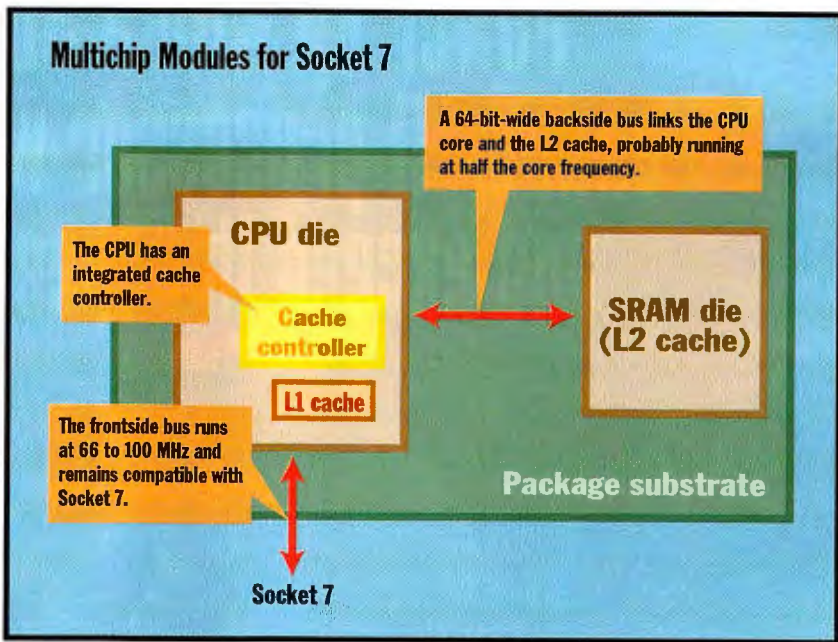 Multichip Modules for Socket 7
A 64-bit-wide backside bus links the CPU
core and the L2 cache, probably running
at half the core frequency.
CPU die
The CPU has an
integrated cache
controller.
Cache
controller
SRAM die
(L2 cache)
L1 cache
The frontside bus runs
at 66 to 100 MHz and
remains compatible with
Socket 7.
Package substrate
Socket 7